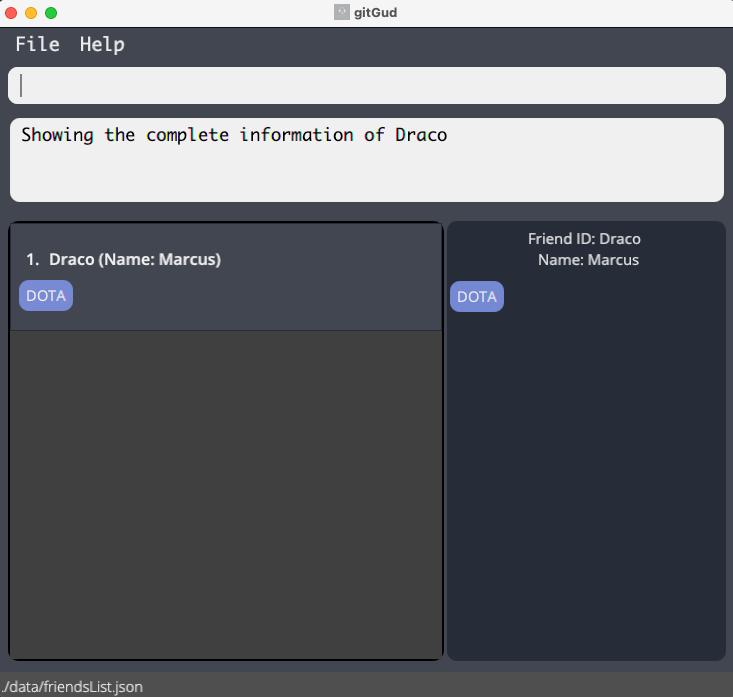 gitGud
File Help
Showing the complete information of Draco
1. Draco (Name: Marcus)
DOTA
Friend ID: Draco
Name: Marcus
DOTA
./data/friendsList.json